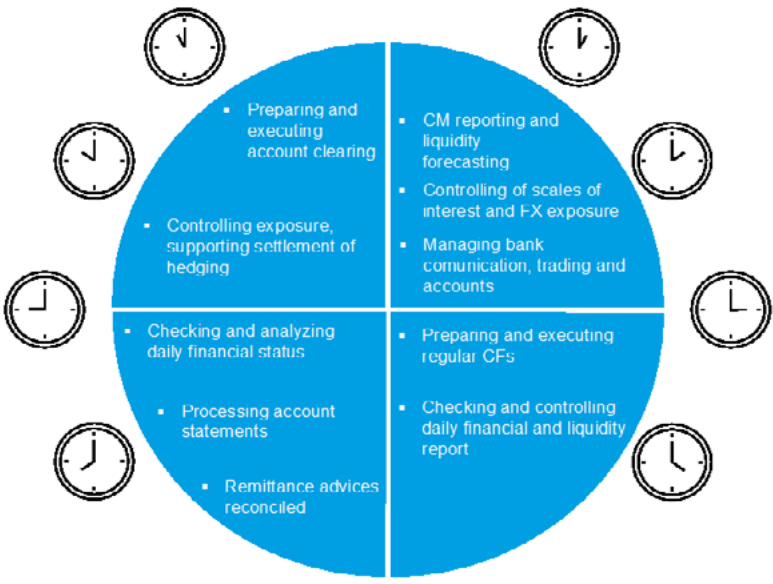 Preparing and
executing
account clearing
Controlling exposure,
supporting settlement of
hedging
CM reporting and
liquidity
forecasting
Controlling of scales of
interest and FX exposure
Managing bank
comunication, trading and
accounts
Checking and analyzing
daily financial status
Processing account
statements
Remittance advices
reconciled
Preparing and executing
regular CFs
Checking and controlling
daily financial and liquidity
report